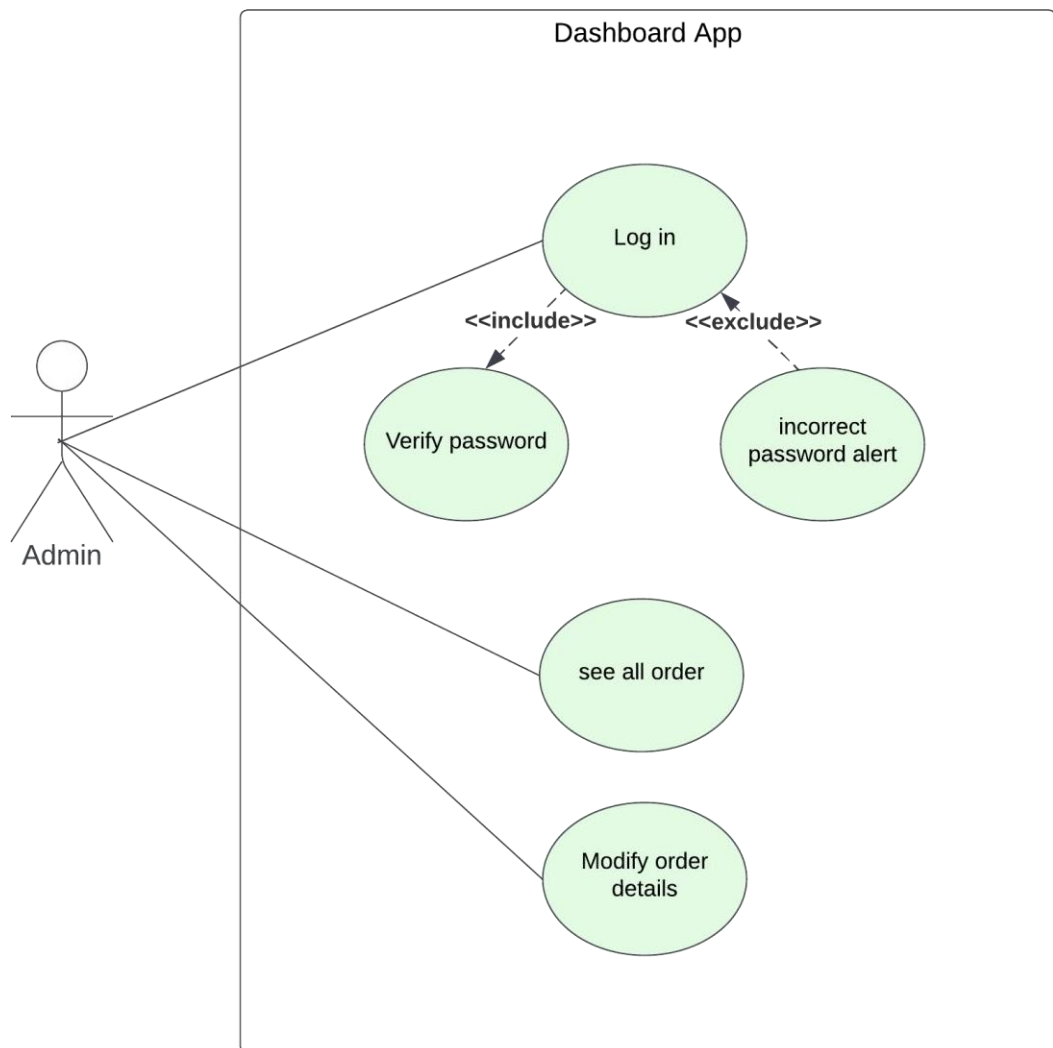 Dashboard App
Log in
<<include>>
<<exclude>>
Verify password
incorrect
password alert
Admin
see all order
Modify order
details